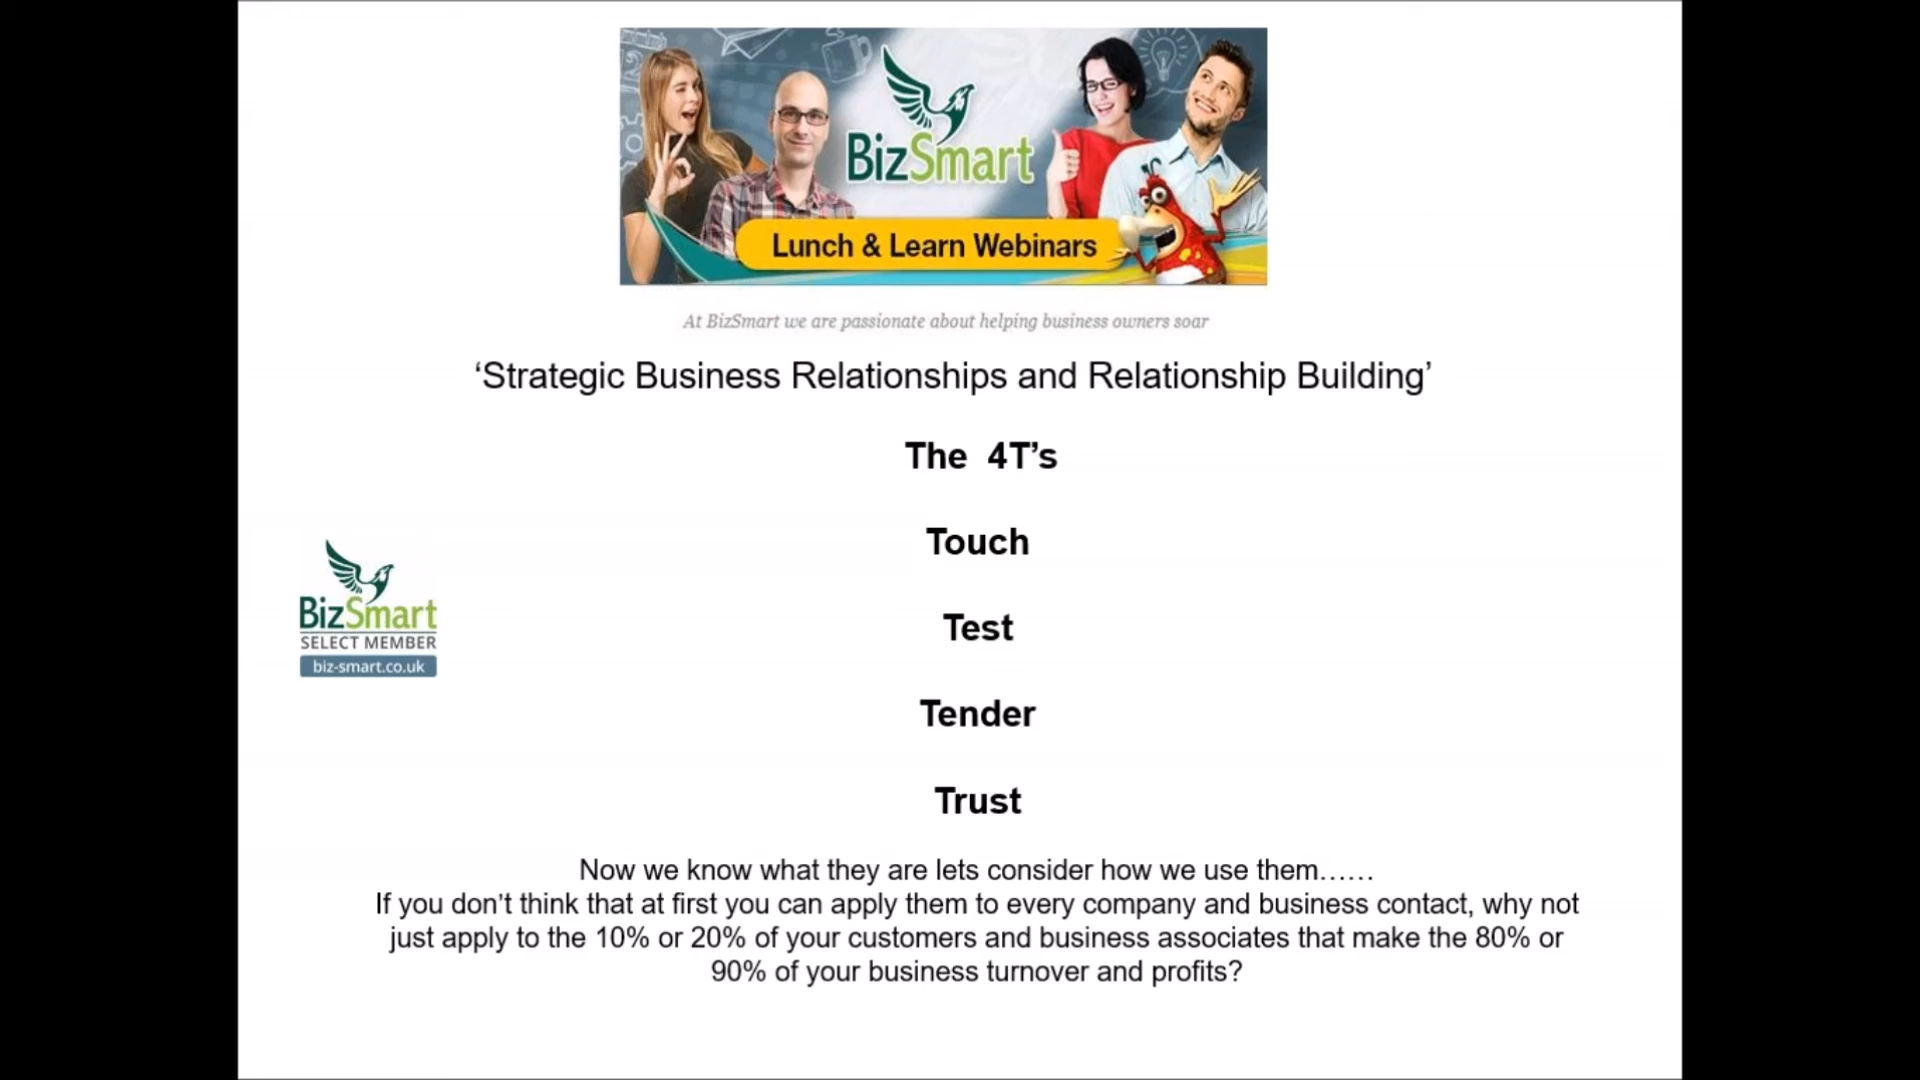 BizSmart
Lunch & Learn Webinars
At BizSmart we are passionate about helping business owners soar
‘Strategic Business Relationships and Relationship Building’
The 4T’s
Touch
BizSmart
SELECT MEMBER
biz-smart.co.uk
Test
Tender
Trust
Now we know what they are lets consider how we use them……
If you don’t think that at first you can apply them to every company and business contact, why not
just apply to the 10% or 20% of your customers and business associates that make the 80% or
90% of your business turnover and profits?